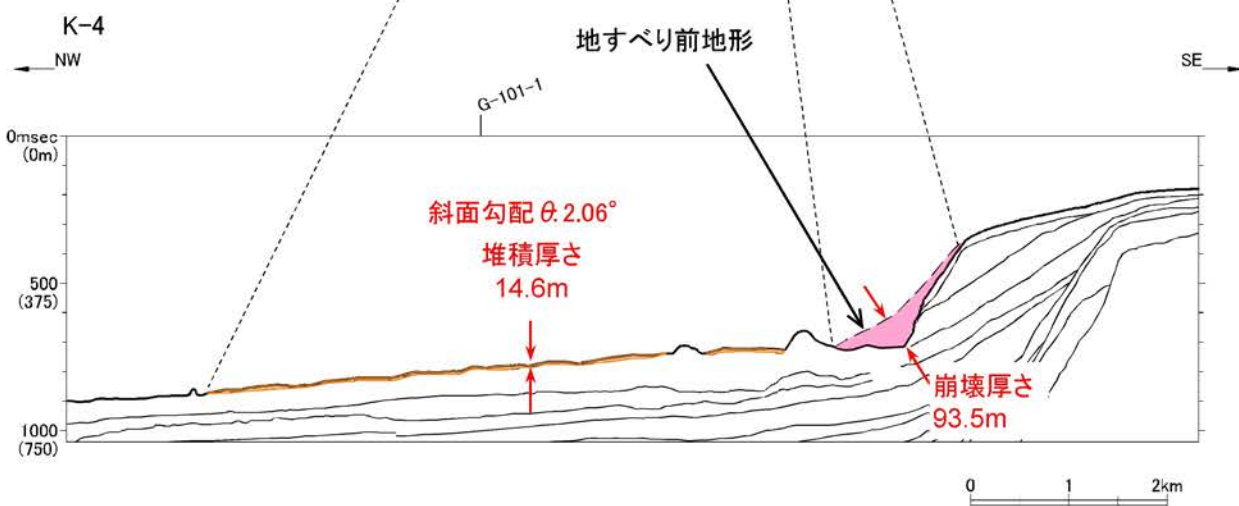 K-4
NW
SE
地すべり前地形
G-101-1
0msec
(0m)
斜面勾配θ:2.06°
堆積厚さ
14.6m
500
(375)
崩壊厚さ
93.5m
1000
(750)
0 1 2km